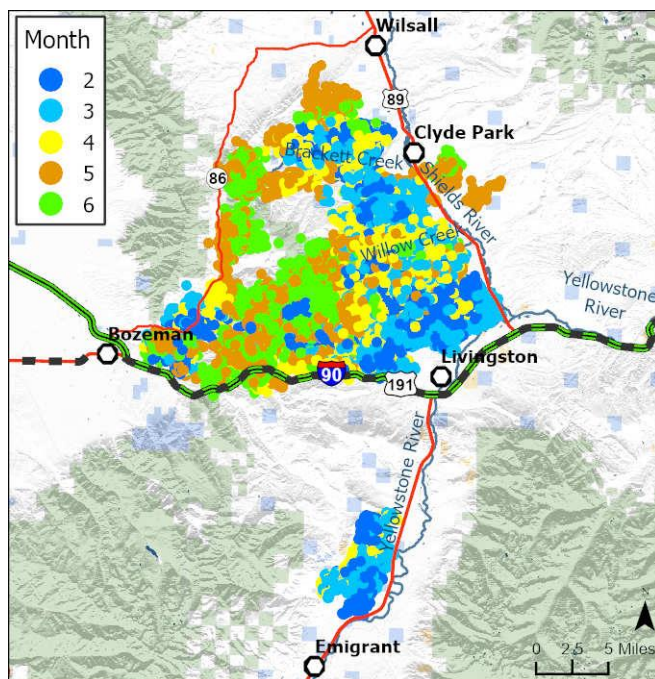 Month
2
3
4
5
6
Wilsall
89
Clyde Park
Brackett Creek
86
Shields River
Willow Creek
Yellowstone
River
Bozeman
Livingston
90
191
Yellowstone River
Emigrant
0 2.5 5 Miles